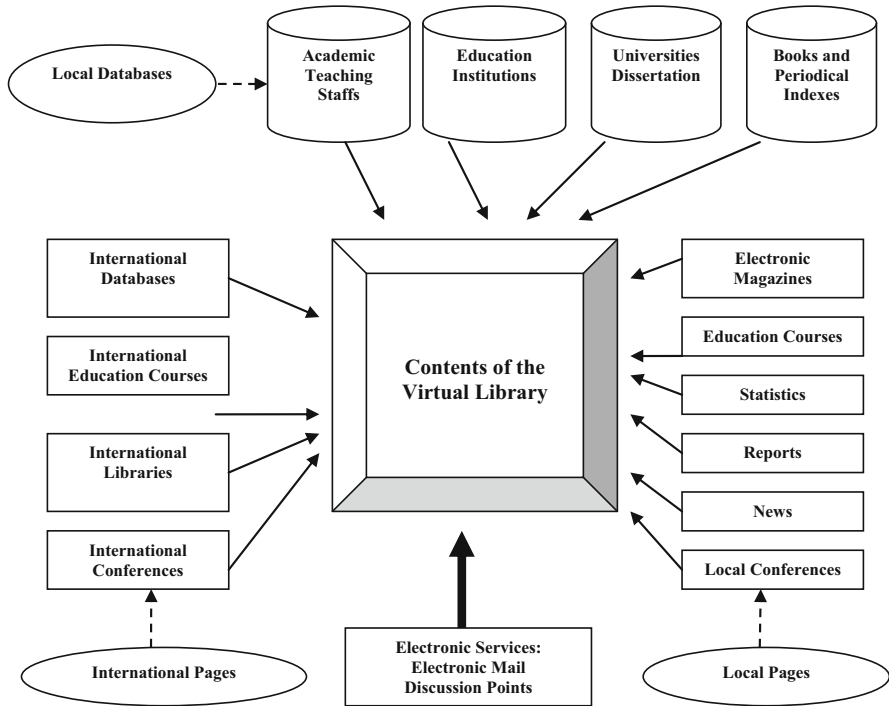 Local Databases
Academic
Teaching
Staffs
Education
Institutions
Universities
Dissertation
Books and
Periodical
Indexes
International
Databases
International
Education Courses
International
Libraries
International
Conferences
International Pages
Contents of the
Virtual Library
Electronic Services:
Electronic Mail
Discussion Points
Electronic
Magazines
Education Courses
Statistics
Reports
News
Local Conferences
Local Pages